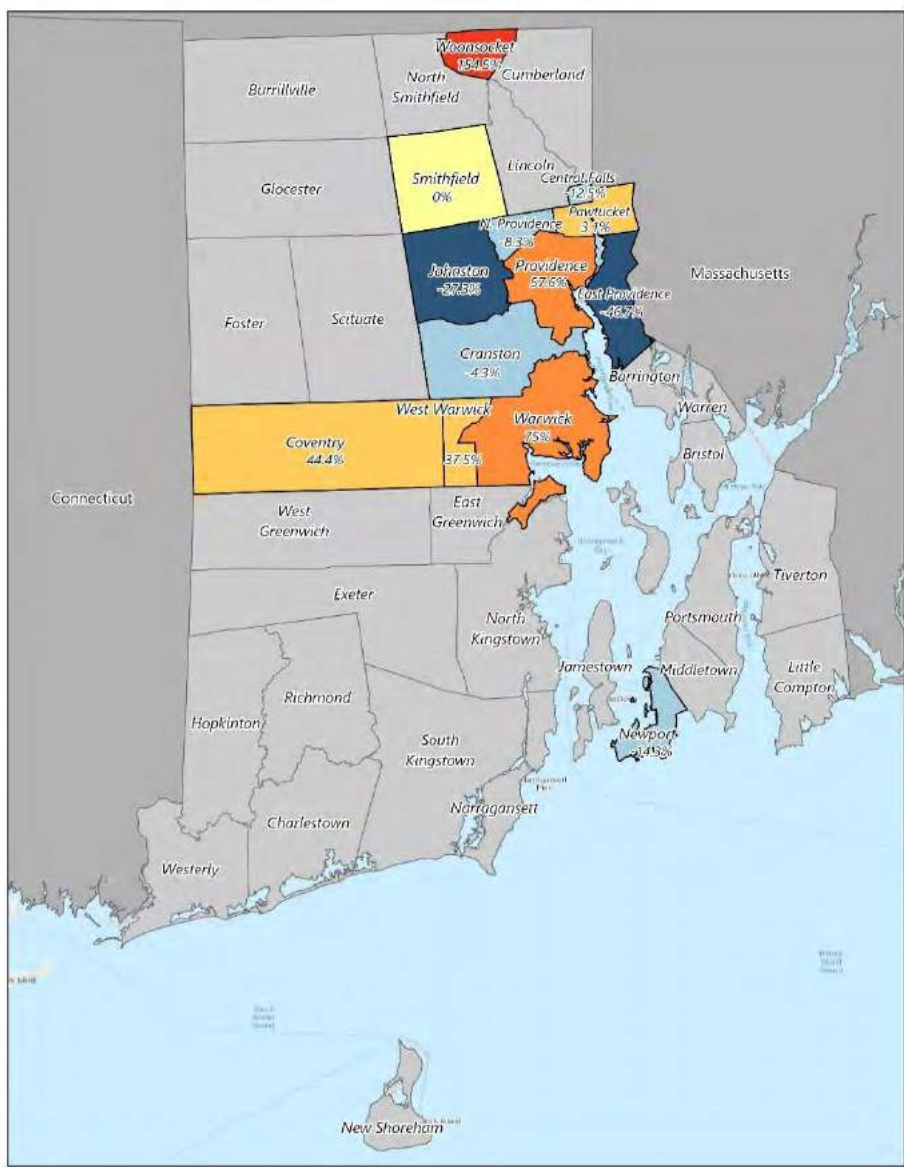 Woonsocket
154.5%
Burrillville
North
Smithfield
Cumberland
Glocester
Smithfield
0%
Lincoln
Central Falls
-12.5%
Pawtucket
3.1%
N. Providence
-8.3%
Johnston
-27.3%
Providence
57.6%
East Providence
-46.7%
Massachusetts
Foster
Scituate
Cranston
-4.3%
Barrington
Warren
West Warwick
37.5%
Warwick
75%
Coventry
44.4%
Bristol
Connecticut
West
Greenwich
East
Greenwich
Tiverton
Exeter
North
Kingstown
Portsmouth
Jamestown
Middletown
Little
Compton
Richmond
Hopkinton
South
Kingstown
Newport
-14.3%
Narragansett
Charlestown
Westerly
New Shoreham